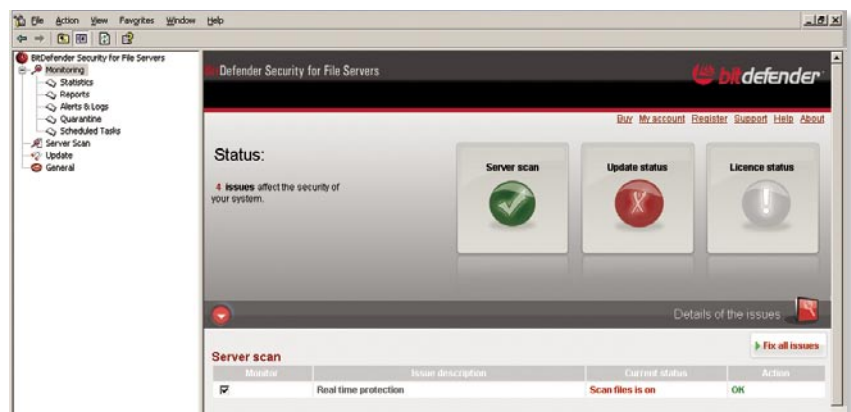 File Action View Favorites Window Help
BitDefender Security for File Servers
Monitoring
Statistics
Reports
Alerts & Logs
Quarantine
Scheduled Tasks
Server Scan
Update
General
BitDefender Security for File Servers
bitdefender
Buy My account Register Support Help About
Status:
4 issues affect the security of
your system.
Server scan
Update status
Licence status
Details of the issues
Fix all issues
Server scan
Monitor Issue description Current status Action
Real time protection Scan files is on OK